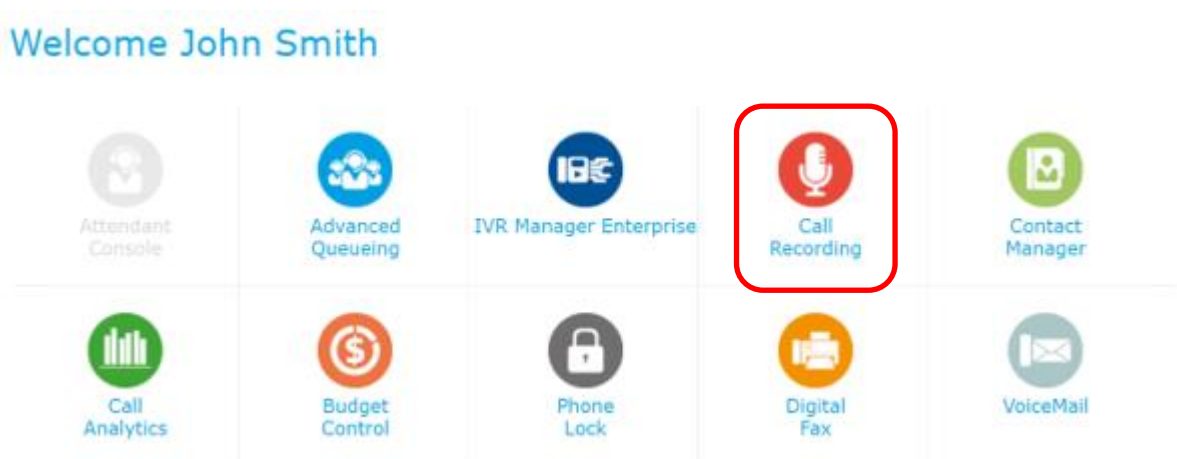 Welcome John Smith
Attendant
Console
Advanced
Queueing
IVR Manager Enterprise
Call
Recording
Contact
Manager
Call
Analytics
Budget
Control
Phone
Lock
Digital
Fax
VoiceMail